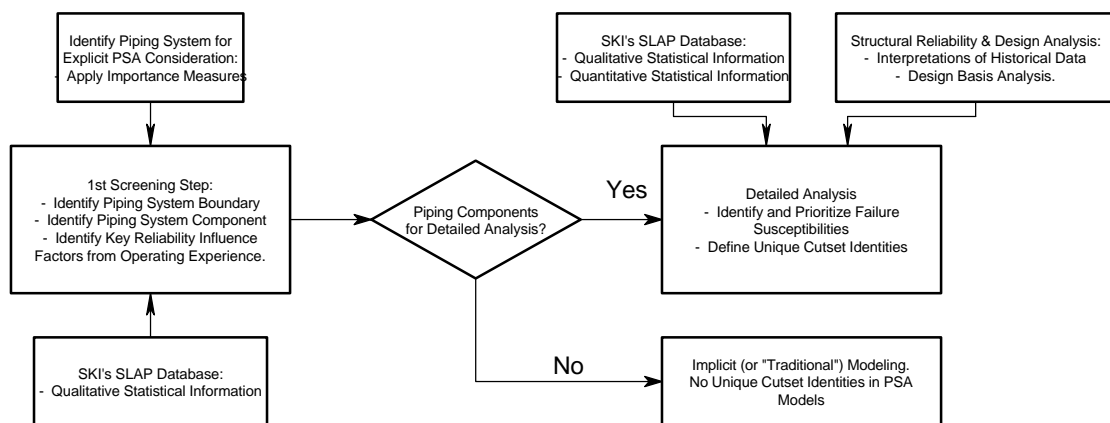 Identify Piping System for
Explicit PSA Consideration:
- Apply Importance Measures
SKI's SLAP Database:
- Qualitative Statistical Information
- Quantitative Statistical Information
Structural Reliability & Design Analysis:
- Interpretations of Historical Data
- Design Basis Analysis.
1st Screening Step:
- Identify Piping System Boundary
- Identify Piping System Component
- Identify Key Reliability Influence
Factors from Operating Experience.
Piping Components
for Detailed Analysis?
Yes
Detailed Analysis
- Identify and Prioritize Failure
Susceptibilities
- Define Unique Cutset Identities
SKI's SLAP Database:
- Qualitative Statistical Information
No
Implicit (or "Traditional") Modeling.
No Unique Cutset Identities in PSA
Models